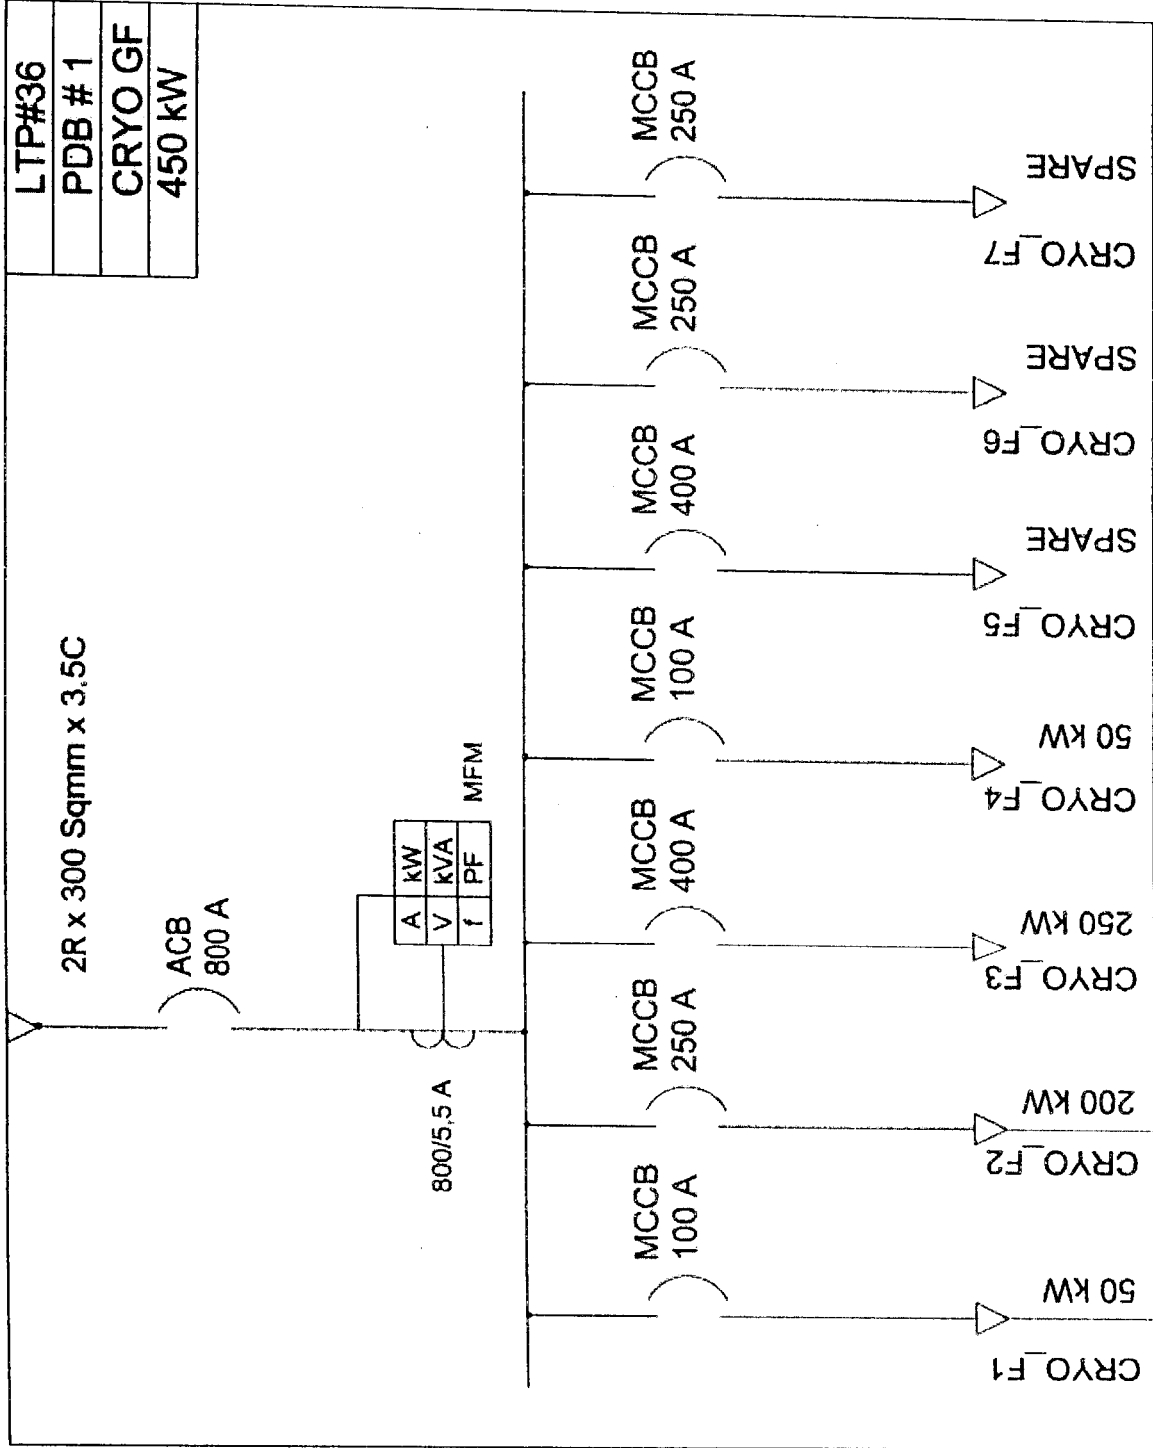 LTP#36
PDB # 1
CRYO GF
450 kW
2R x 300 Sqmm x 3.5C
ACB
800 A
A kW
V kVA
f PF
MFM
800/5,5 A
MCCB
100 A
MCCB
250 A
MCCB
400 A
MCCB
100 A
MCCB
400 A
MCCB
250 A
MCCB
250 A
CRYO_F1
50 kW
CRYO_F2
200 kW
CRYO_F3
250 kW
CRYO_F4
50 kW
CRYO_F5
SPARE
CRYO_F6
SPARE
CRYO_F7
SPARE